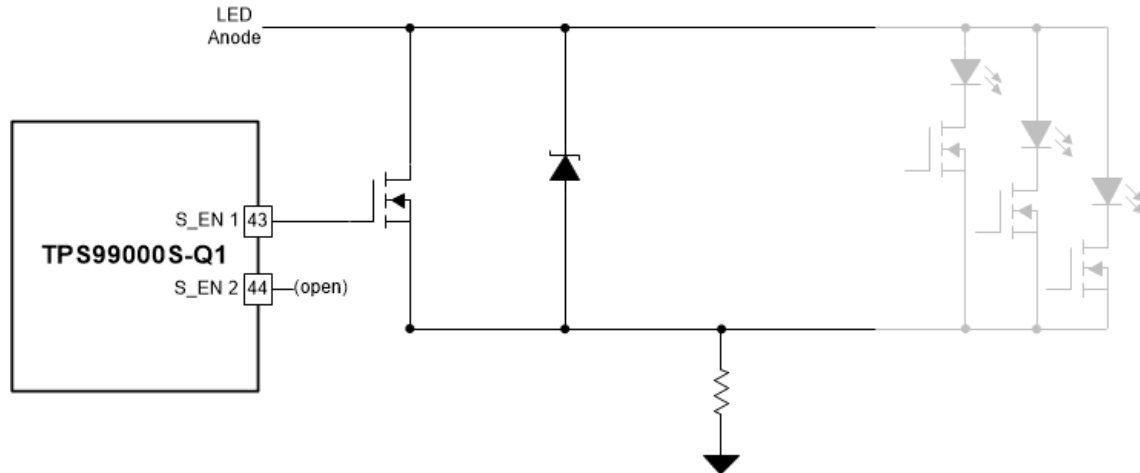 LED
Anode
S_EN 1 43
TPS99000S-Q1
S_EN 2 44 (open)